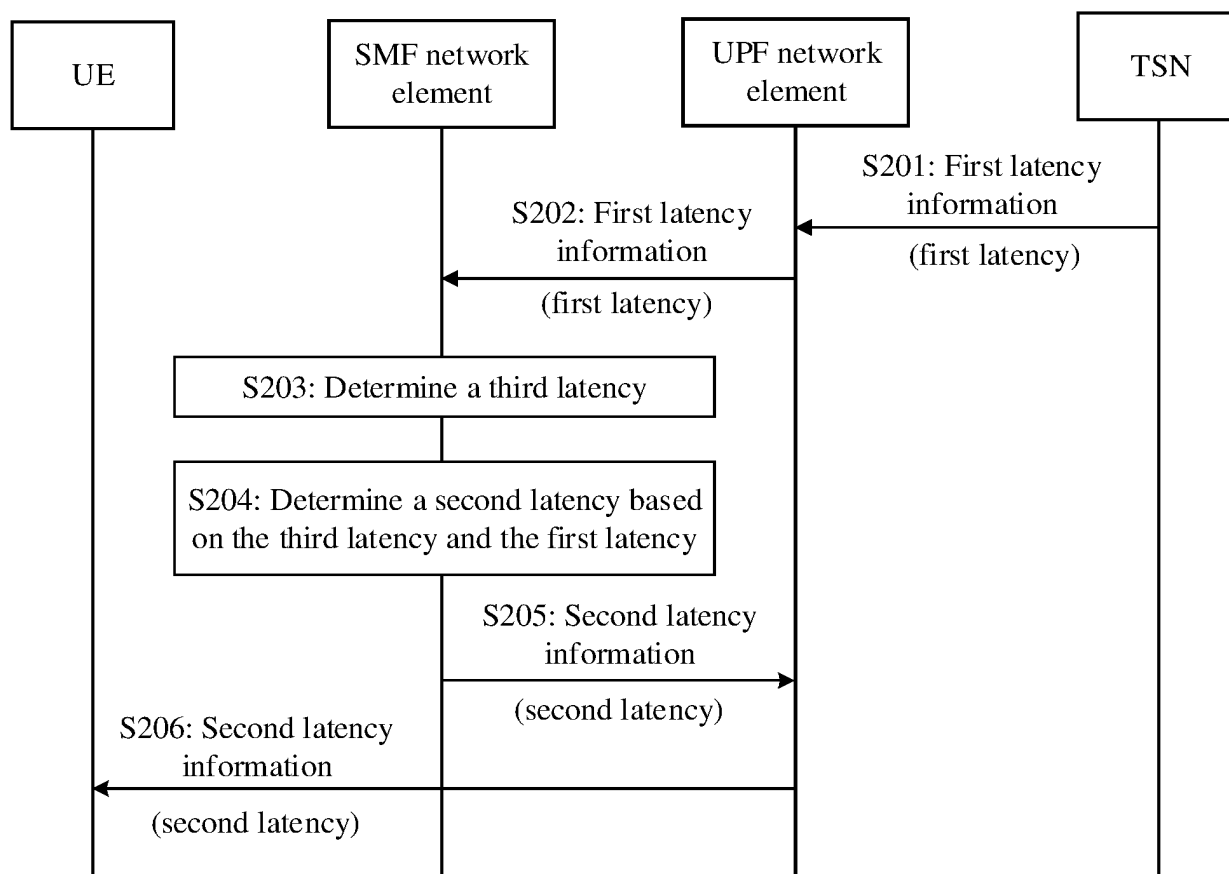 UE
SMF network
element
UPF network
element
TSN
S201: First latency
information
(first latency)
S202: First latency
information
(first latency)
S203: Determine a third latency
S204: Determine a second latency based
on the third latency and the first latency
S205: Second latency
information
(second latency)
S206: Second latency
information
(second latency)